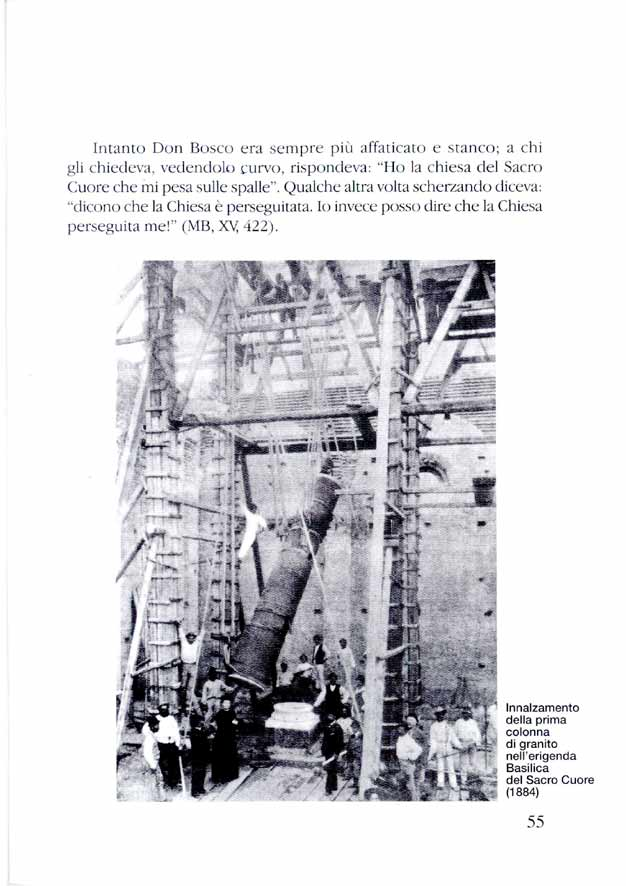 Intanto Don Bosco era sempre più affaticato e stanco; a chi
gli chiedeva, vedendolo curvo, rispondeva: “Ho la chiesa del Sacro
Cuore che mi pesa sulle spalle”. Qualche altra volta scherzando diceva:
“dicono che la Chiesa è perseguitata. Io invece posso dire che la Chiesa
perseguita me!” (MB, XV, 422).
Innalzamento
della prima
colonna
di granito
nell'erigenda
Basilica
del Sacro Cuore
(1884)
55